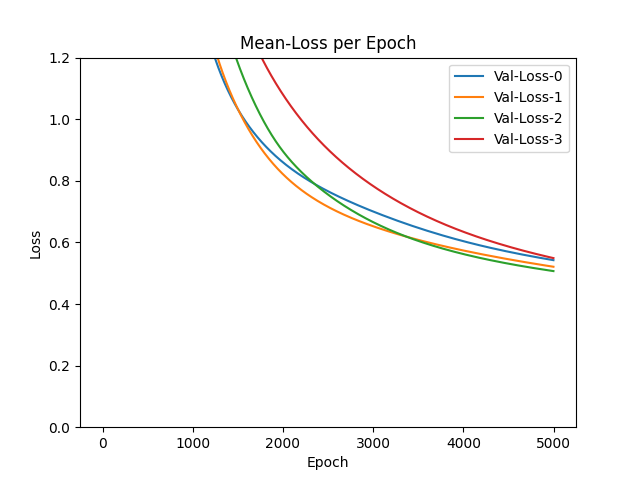 Mean-Loss per Epoch
Val-Loss-0
Val-Loss-1
Val-Loss-2
Val-Loss-3
Loss
1.2
1.0
0.8
0.6
0.4
0.2
0.0
0 1000 2000 3000 4000 5000
Epoch